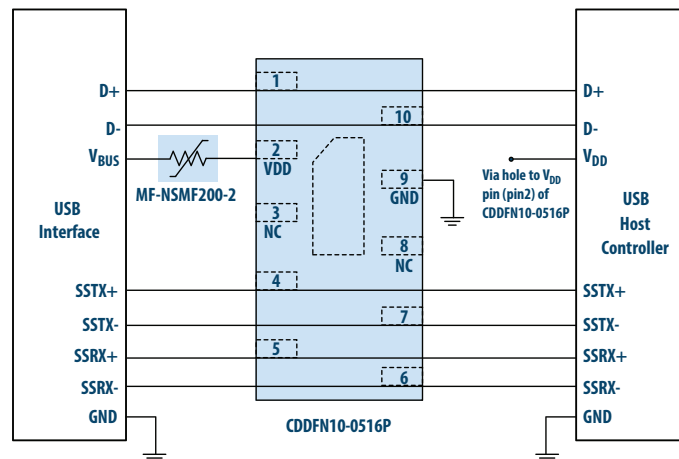 USB
Interface
D+
D-
VBUS
SSTX+
SSTX-
SSRX+
SSRX-
GND
MF-NSMF200-2
1
10
2
VDD
9
GND
3
NC
8
NC
4
7
5
6
CDDFN10-0516P
Via hole to VDD
pin (pin2) of
CDDFN10-0516P
D+
D-
VDD
USB
Host
Controller
SSTX+
SSTX-
SSRX+
SSRX-
GND